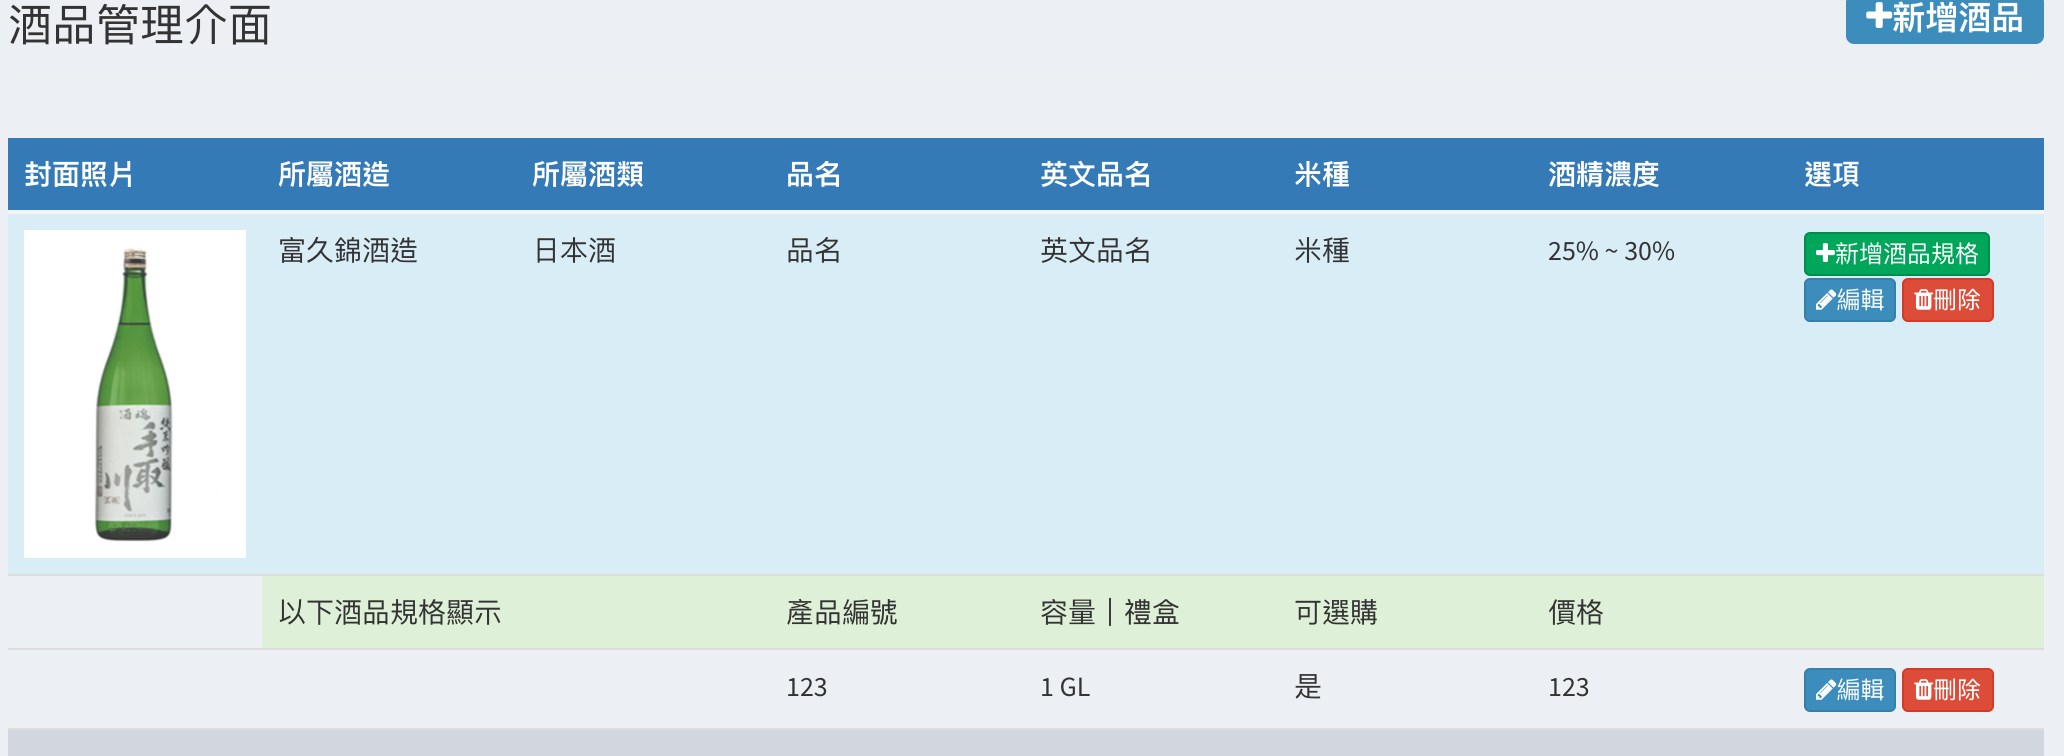 酒品管理介面
新增酒品
封面照片 所屬酒造 所屬酒類 品名 英文品名 米種 酒精濃度 選項
富久錦酒造 日本酒 品名 英文品名 米種 25% ~ 30% 新增酒品規格
編輯 刪除
酒魂
純米吟醸
手取川
以下酒品規格顯示 產品編號 容量｜禮盒 可選購 價格
123 1 GL 是 123 編輯 刪除